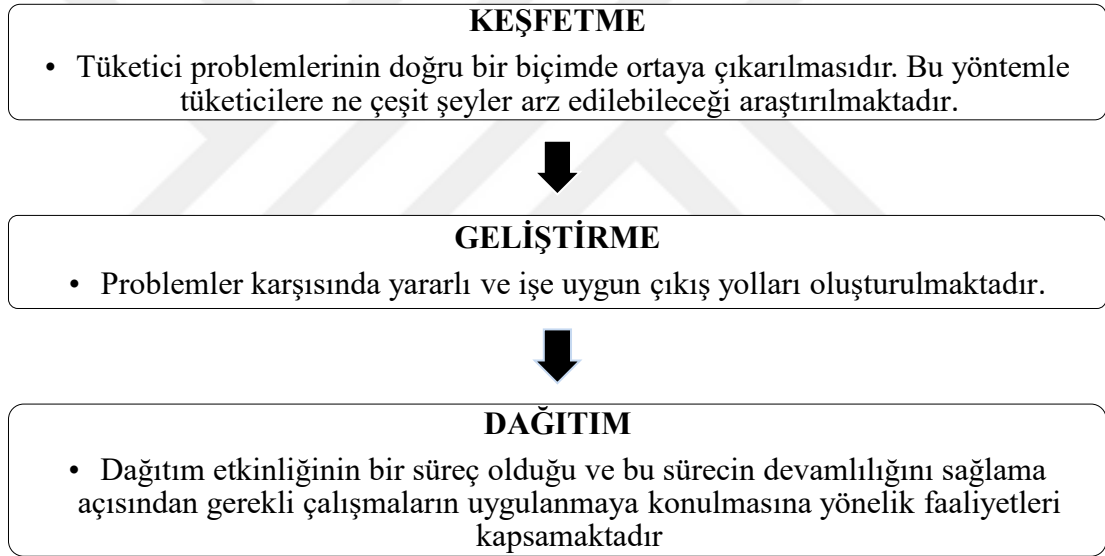 KEŞFETME
• Tüketici problemlerinin doğru bir biçimde ortaya çıkarılmasıdır. Bu yöntemle
tüketicilere ne çeşit şeyler arz edilebileceği araştırılmaktadır.
GELİŞTİRME
• Problemler karşısında yararlı ve işe uygun çıkış yolları oluşturulmaktadır.
DAĞITIM
• Dağıtım etkinliğinin bir süreç olduğu ve bu sürecin devamlılığını sağlama
açısından gerekli çalışmaların uygulanmaya konulmasına yönelik faaliyetleri
kapsamaktadır